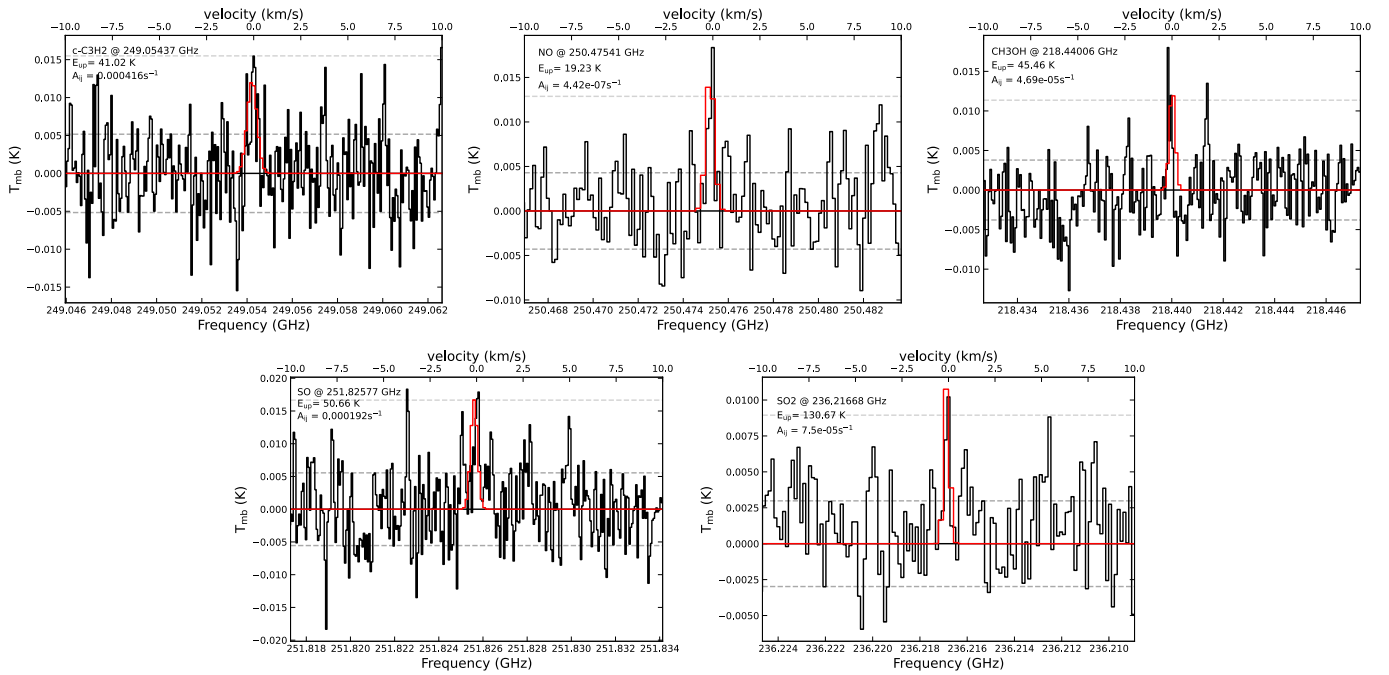 velocity (km/s)
−10.0 −7.5 −5.0 −2.5 0.0 2.5 5.0 7.5 10.0
c-C3H2 @ 249.05437 GHz
E_up= 41.02 K
A_ij = 0.000416s⁻¹
T_mb (K)
0.015
0.010
0.005
0.000
−0.005
−0.010
−0.015
249.046 249.048 249.050 249.052 249.054 249.056 249.058 249.060 249.062
Frequency (GHz)
velocity (km/s)
−10.0 −7.5 −5.0 −2.5 0.0 2.5 5.0 7.5 10.0
NO @ 250.47541 GHz
E_up= 19.23 K
A_ij = 4.42e-07s⁻¹
T_mb (K)
0.015
0.010
0.005
0.000
−0.005
−0.010
250.468 250.470 250.472 250.474 250.476 250.478 250.480 250.482
Frequency (GHz)
velocity (km/s)
−10.0 −7.5 −5.0 −2.5 0.0 2.5 5.0 7.5 10.0
CH3OH @ 218.44006 GHz
E_up= 45.46 K
A_ij = 4.69e-05s⁻¹
T_mb (K)
0.015
0.010
0.005
0.000
−0.005
−0.010
218.434 218.436 218.438 218.440 218.442 218.444 218.446
Frequency (GHz)
velocity (km/s)
−10.0 −7.5 −5.0 −2.5 0.0 2.5 5.0 7.5 10.0
SO @ 251.82577 GHz
E_up= 50.66 K
A_ij = 0.000192s⁻¹
T_mb (K)
0.020
0.015
0.010
0.005
0.000
−0.005
−0.010
−0.015
−0.020
251.818 251.820 251.822 251.824 251.826 251.828 251.830 251.832 251.834
Frequency (GHz)
velocity (km/s)
−10.0 −7.5 −5.0 −2.5 0.0 2.5 5.0 7.5 10.0
SO2 @ 236.21668 GHz
E_up= 130.67 K
A_ij = 7.5e-05s⁻¹
T_mb (K)
0.0100
0.0075
0.0050
0.0025
0.0000
−0.0025
−0.0050
236.224 236.222 236.220 236.218 236.216 236.214 236.212 236.210
Frequency (GHz)